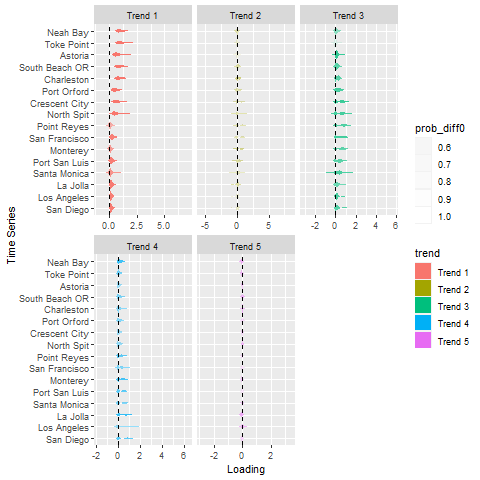 Trend 1 Trend 2 Trend 3
Neah Bay
Toke Point
Astoria
South Beach OR
Charleston
Port Orford
Crescent City
North Spit
Point Reyes
San Francisco
Monterey
Port San Luis
Santa Monica
La Jolla
Los Angeles
San Diego
0.0 2.5 5.0 -5 0 5 -2 0 2 4 6
Trend 4 Trend 5
Neah Bay
Toke Point
Astoria
South Beach OR
Charleston
Port Orford
Crescent City
North Spit
Point Reyes
San Francisco
Monterey
Port San Luis
Santa Monica
La Jolla
Los Angeles
San Diego
-2 0 2 4 6 -2 0 2
Loading
Time Series
prob_diff0
0.6
0.7
0.8
0.9
1.0
trend
Trend 1
Trend 2
Trend 3
Trend 4
Trend 5